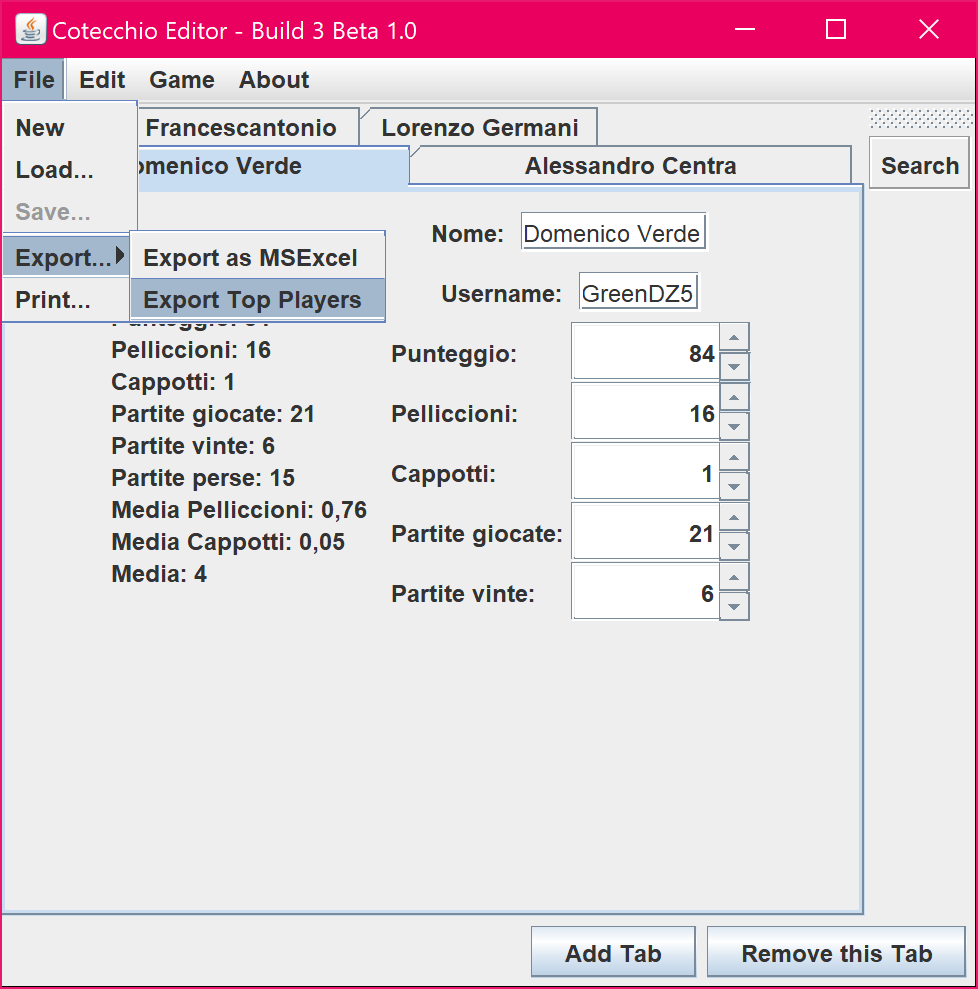 Cotecchio Editor - Build 3 Beta 1.0
File Edit Game About
New
Load...
Save...
Export...
Print...
Export as MSExcel
Export Top Players
Francescantonio
Lorenzo Germani
omenico Verde
Alessandro Centra
Search
Pelliccioni: 16
Cappotti: 1
Partite giocate: 21
Partite vinte: 6
Partite perse: 15
Media Pelliccioni: 0,76
Media Cappotti: 0,05
Media: 4
Nome: Domenico Verde
Username: GreenDZ5
Punteggio: 84
Pelliccioni: 16
Cappotti: 1
Partite giocate: 21
Partite vinte: 6
Add Tab
Remove this Tab